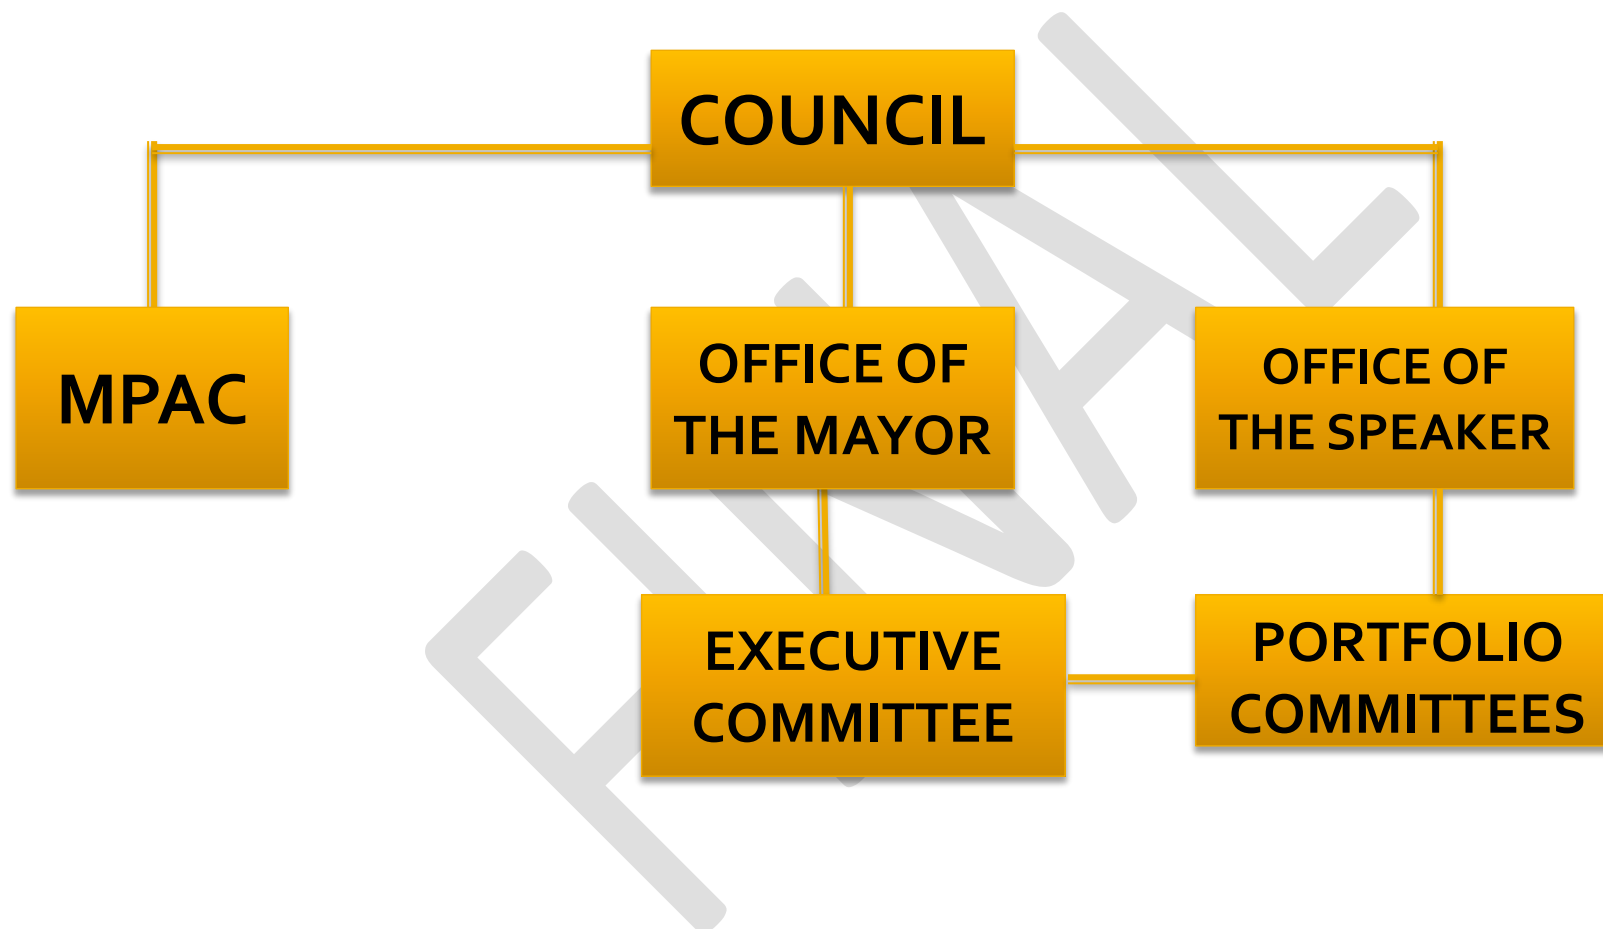 COUNCIL
MPAC
OFFICE OF
THE MAYOR
OFFICE OF
THE SPEAKER
EXECUTIVE
COMMITTEE
PORTFOLIO
COMMITTEES
FINAL